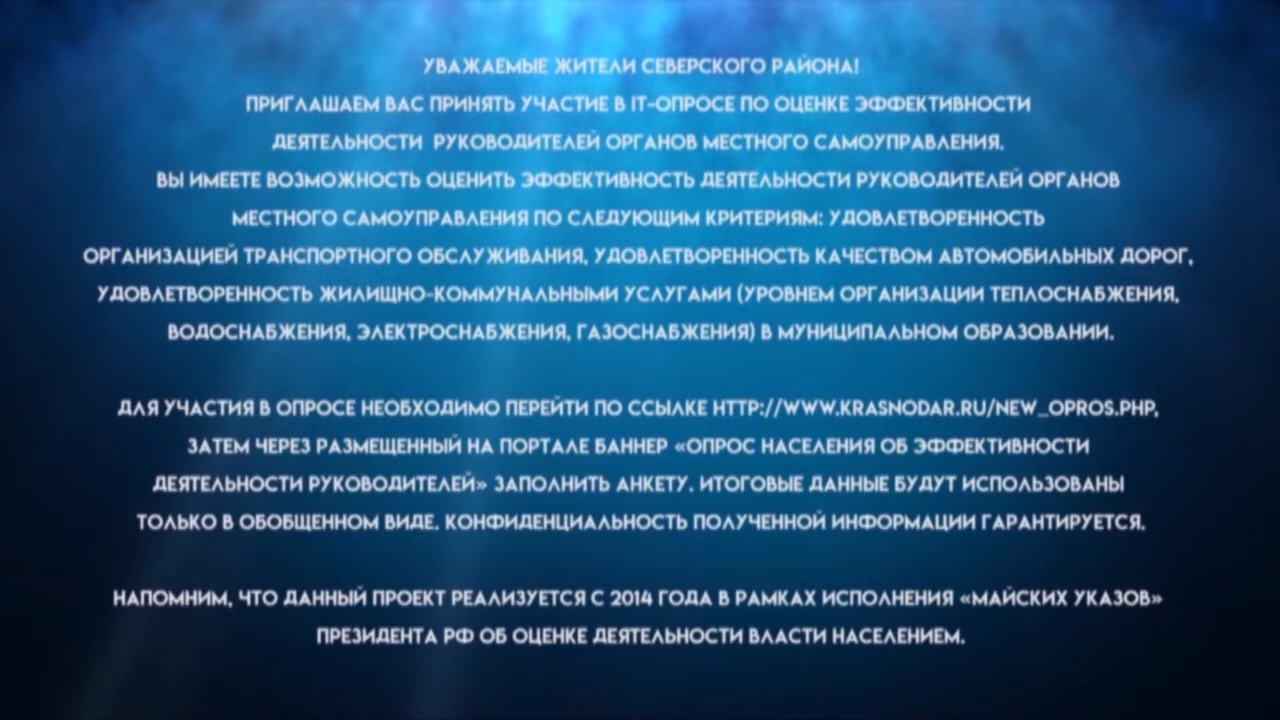 УВАЖАЕМЫЕ ЖИТЕЛИ СЕВЕРСКОГО РАЙОНА!
ПРИГЛАШАЕМ ВАС ПРИНЯТЬ УЧАСТИЕ В IT-ОПРОСЕ ПО ОЦЕНКЕ ЭФФЕКТИВНОСТИ
ДЕЯТЕЛЬНОСТИ РУКОВОДИТЕЛЕЙ ОРГАНОВ МЕСТНОГО САМОУПРАВЛЕНИЯ.
ВЫ ИМЕЕТЕ ВОЗМОЖНОСТЬ ОЦЕНИТЬ ЭФФЕКТИВНОСТЬ ДЕЯТЕЛЬНОСТИ РУКОВОДИТЕЛЕЙ ОРГАНОВ
МЕСТНОГО САМОУПРАВЛЕНИЯ ПО СЛЕДУЮЩИМ КРИТЕРИЯМ: УДОВЛЕТВОРЕННОСТЬ
ОРГАНИЗАЦИЕЙ ТРАНСПОРТНОГО ОБСЛУЖИВАНИЯ, УДОВЛЕТВОРЕННОСТЬ КАЧЕСТВОМ АВТОМОБИЛЬНЫХ ДОРОГ,
УДОВЛЕТВОРЕННОСТЬ ЖИЛИЩНО-КОММУНАЛЬНЫМИ УСЛУГАМИ (УРОВНЕМ ОРГАНИЗАЦИИ ТЕПЛОСНАБЖЕНИЯ,
ВОДОСНАБЖЕНИЯ, ЭЛЕКТРОСНАБЖЕНИЯ, ГАЗОСНАБЖЕНИЯ) В МУНИЦИПАЛЬНОМ ОБРАЗОВАНИИ.
ДЛЯ УЧАСТИЯ В ОПРОСЕ НЕОБХОДИМО ПЕРЕЙТИ ПО ССЫЛКЕ HTTP://WWW.KRASNODAR.RU/NEW_OPROS.PHP,
ЗАТЕМ ЧЕРЕЗ РАЗМЕЩЕННЫЙ НА ПОРТАЛЕ БАННЕР «ОПРОС НАСЕЛЕНИЯ ОБ ЭФФЕКТИВНОСТИ
ДЕЯТЕЛЬНОСТИ РУКОВОДИТЕЛЕЙ» ЗАПОЛНИТЬ АНКЕТУ. ИТОГОВЫЕ ДАННЫЕ БУДУТ ИСПОЛЬЗОВАНЫ
ТОЛЬКО В ОБОБЩЕННОМ ВИДЕ. КОНФИДЕНЦИАЛЬНОСТЬ ПОЛУЧЕННОЙ ИНФОРМАЦИИ ГАРАНТИРУЕТСЯ.
НАПОМНИМ, ЧТО ДАННЫЙ ПРОЕКТ РЕАЛИЗУЕТСЯ С 2014 ГОДА В РАМКАХ ИСПОЛНЕНИЯ «МАЙСКИХ УКАЗОВ»
ПРЕЗИДЕНТА РФ ОБ ОЦЕНКЕ ДЕЯТЕЛЬНОСТИ ВЛАСТИ НАСЕЛЕНИЕМ.